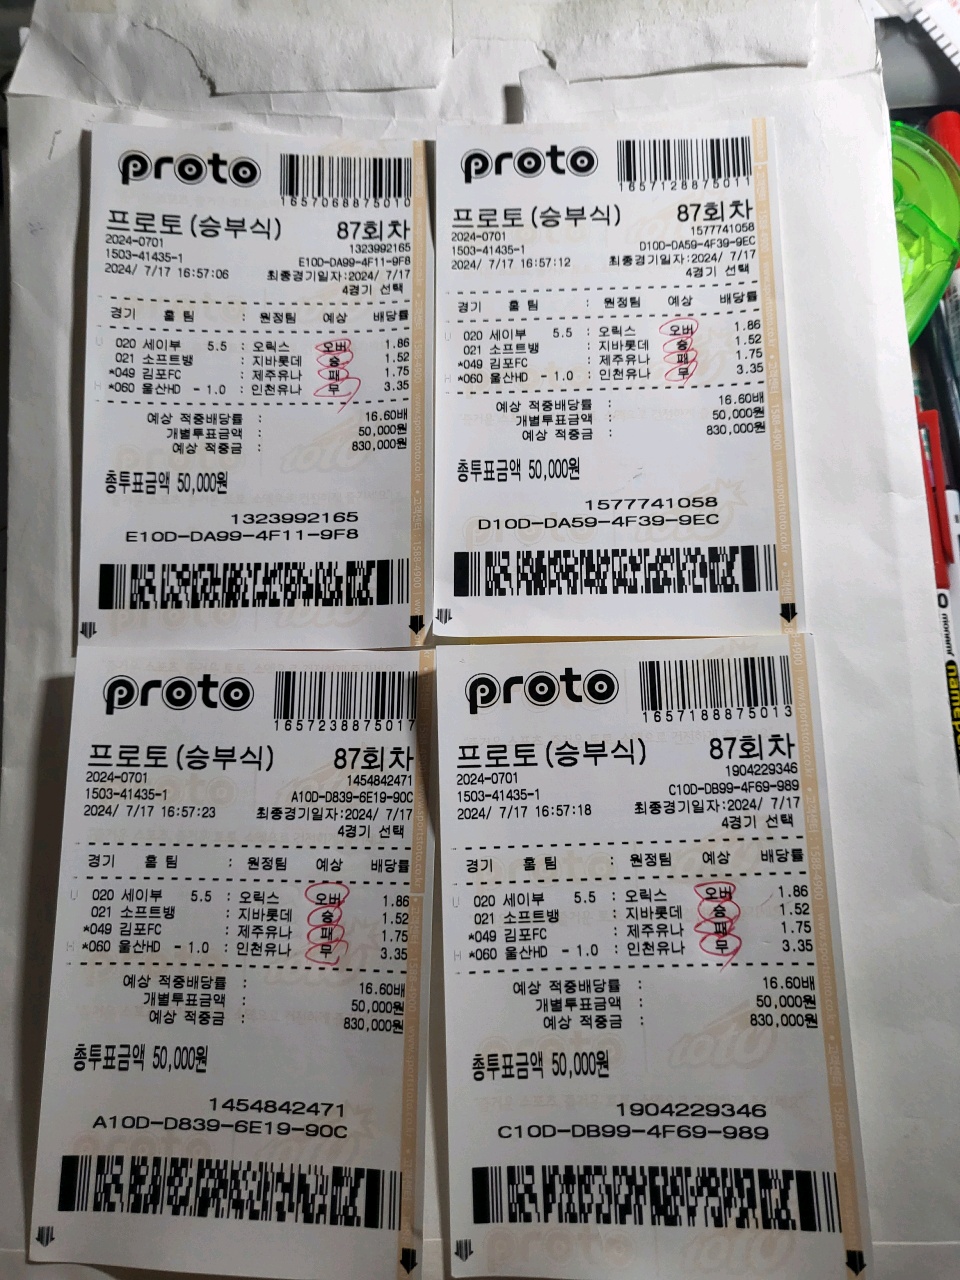 proto
1657068875010
프로토(승부식) 87회차
2024-0701 1323992165
1503-41435-1 E10D-DA99-4F11-9F8
2024/ 7/17 16:57:06 최종경기일자:2024/ 7/17
4경기 선택
경기 홈 팀 : 원정팀 예상 배당률
U 020 세이부 5.5 : 오릭스 오버 1.86
021 소프트뱅 : 지바롯데 승 1.52
*049 김포FC : 제주유나 패 1.75
H *060 울산HD - 1.0 : 인천유나 무 3.35
예상 적중배당률 : 16.60배
개별투표금액 : 50,000원
예상 적중금 : 830,000원
총투표금액 50,000원
1323992165
E10D-DA99-4F11-9F8
proto
1657128875011
프로토(승부식) 87회차
2024-0701 1577741058
1503-41435-1 D10D-DA59-4F39-9EC
2024/ 7/17 16:57:12 최종경기일자:2024/ 7/17
4경기 선택
경기 홈 팀 : 원정팀 예상 배당률
U 020 세이부 5.5 : 오릭스 오버 1.86
021 소프트뱅 : 지바롯데 승 1.52
*049 김포FC : 제주유나 패 1.75
H *060 울산HD - 1.0 : 인천유나 무 3.35
예상 적중배당률 : 16.60배
개별투표금액 : 50,000원
예상 적중금 : 830,000원
총투표금액 50,000원
1577741058
D10D-DA59-4F39-9EC
proto
1657238875017
프로토(승부식) 87회차
2024-0701 1454842471
1503-41435-1 A10D-D839-6E19-90C
2024/ 7/17 16:57:23 최종경기일자:2024/ 7/17
4경기 선택
경기 홈 팀 : 원정팀 예상 배당률
U 020 세이부 5.5 : 오릭스 오버 1.86
021 소프트뱅 : 지바롯데 승 1.52
*049 김포FC : 제주유나 패 1.75
H *060 울산HD - 1.0 : 인천유나 무 3.35
예상 적중배당률 : 16.60배
개별투표금액 : 50,000원
예상 적중금 : 830,000원
총투표금액 50,000원
1454842471
A10D-D839-6E19-90C
proto
1657188875013
프로토(승부식) 87회차
2024-0701 1904229346
1503-41435-1 C10D-DB99-4F69-989
2024/ 7/17 16:57:18 최종경기일자:2024/ 7/17
4경기 선택
경기 홈 팀 : 원정팀 예상 배당률
U 020 세이부 5.5 : 오릭스 오버 1.86
021 소프트뱅 : 지바롯데 승 1.52
*049 김포FC : 제주유나 패 1.75
H *060 울산HD - 1.0 : 인천유나 무 3.35
예상 적중배당률 : 16.60배
개별투표금액 : 50,000원
예상 적중금 : 830,000원
총투표금액 50,000원
1904229346
C10D-DB99-4F69-989
www.sportstoto.co.kr • 고객센터 : 1588-4900
monami